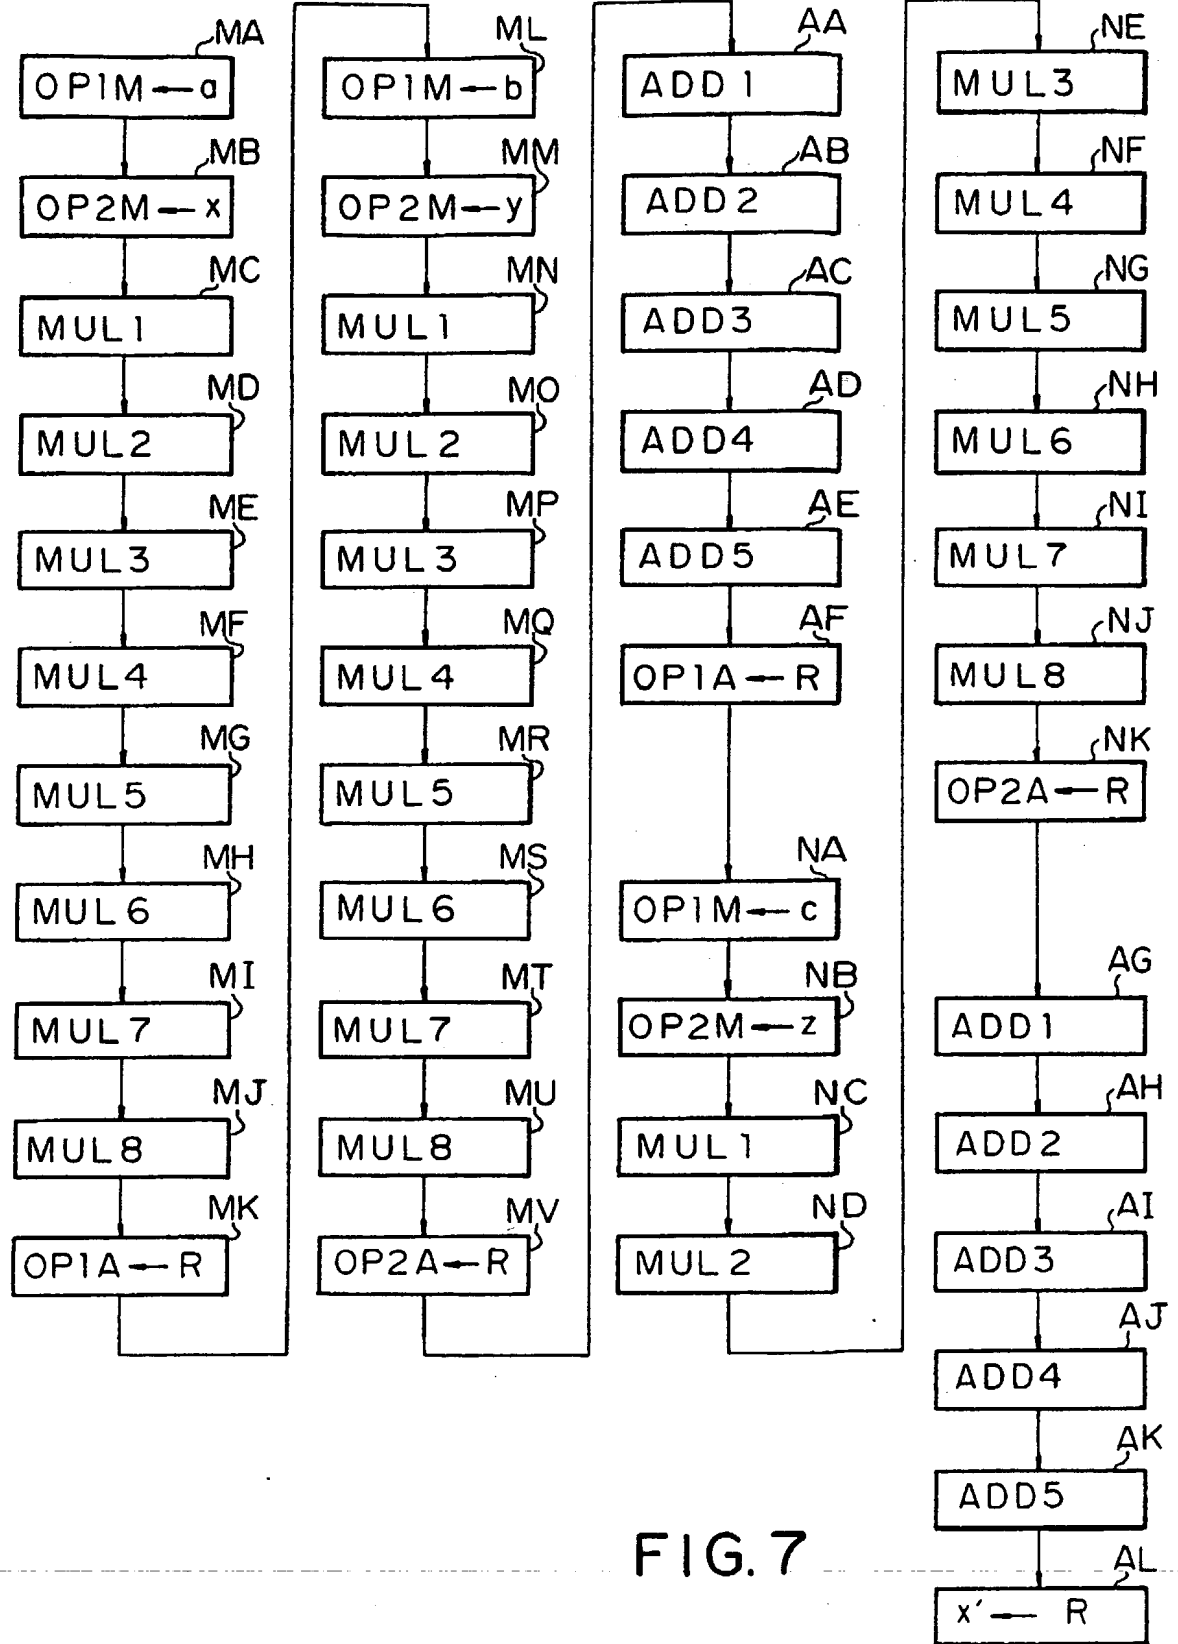 MA
OP1M ← a
MB
OP2M ← x
MC
MUL1
MD
MUL2
ME
MUL3
MF
MUL4
MG
MUL5
MH
MUL6
MI
MUL7
MJ
MUL8
MK
OP1A ← R
ML
OP1M ← b
MM
OP2M ← y
MN
MUL1
MO
MUL2
MP
MUL3
MQ
MUL4
MR
MUL5
MS
MUL6
MT
MUL7
MU
MUL8
MV
OP2A ← R
AA
ADD1
AB
ADD2
AC
ADD3
AD
ADD4
AE
ADD5
AF
OP1A ← R
NA
OP1M ← c
NB
OP2M ← z
NC
MUL1
ND
MUL2
NE
MUL3
NF
MUL4
NG
MUL5
NH
MUL6
NI
MUL7
NJ
MUL8
NK
OP2A ← R
AG
ADD1
AH
ADD2
AI
ADD3
AJ
ADD4
AK
ADD5
AL
x' ← R
FIG. 7